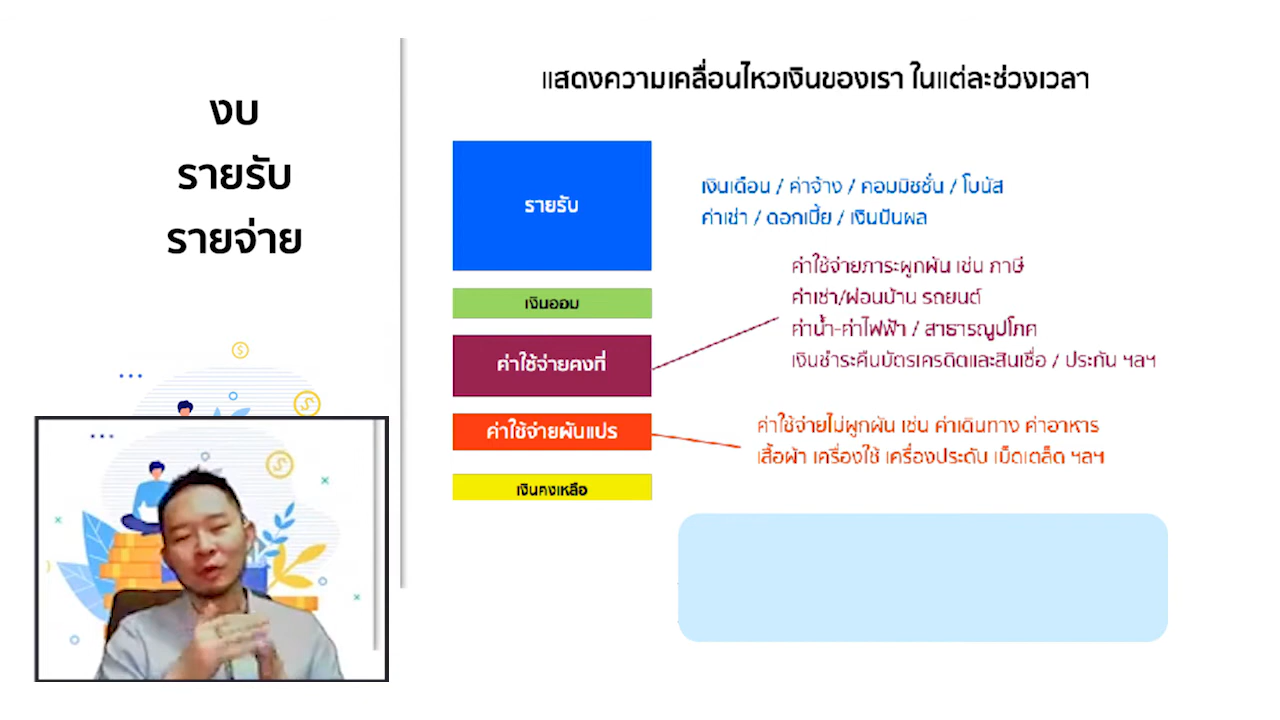 งบ
รายรับ
รายจ่าย
แสดงความเคลื่อนไหวเงินของเรา ในแต่ละช่วงเวลา
รายรับ
เงินเดือน / ค่าจ้าง / คอมมิชชั่น / โบนัส
ค่าเช่า / ดอกเบี้ย / เงินปันผล
เงินออม
ค่าใช้จ่ายคงที่
ค่าใช้จ่ายภาระผูกพัน เช่น ภาษี
ค่าเช่า/ผ่อนบ้าน รถยนต์
ค่าน้ำ-ค่าไฟฟ้า / สาธารณูปโภค
เงินชำระคืนบัตรเครดิตและสินเชื่อ / ประกัน ฯลฯ
ค่าใช้จ่ายผันแปร
ค่าใช้จ่ายไม่ผูกพัน เช่น ค่าเดินทาง ค่าอาหาร
เสื้อผ้า เครื่องใช้ เครื่องประดับ เบ็ดเตล็ด ฯลฯ
เงินคงเหลือ